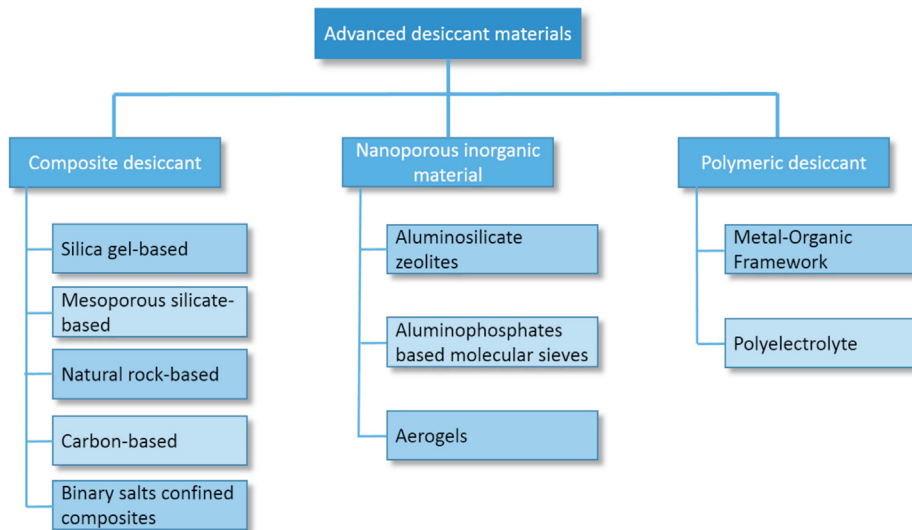 Advanced desiccant materials
Composite desiccant
Silica gel-based
Mesoporous silicate-
based
Natural rock-based
Carbon-based
Binary salts confined
composites
Nanoporous inorganic
material
Aluminosilicate
zeolites
Aluminophosphates
based molecular sieves
Aerogels
Polymeric desiccant
Metal-Organic
Framework
Polyelectrolyte